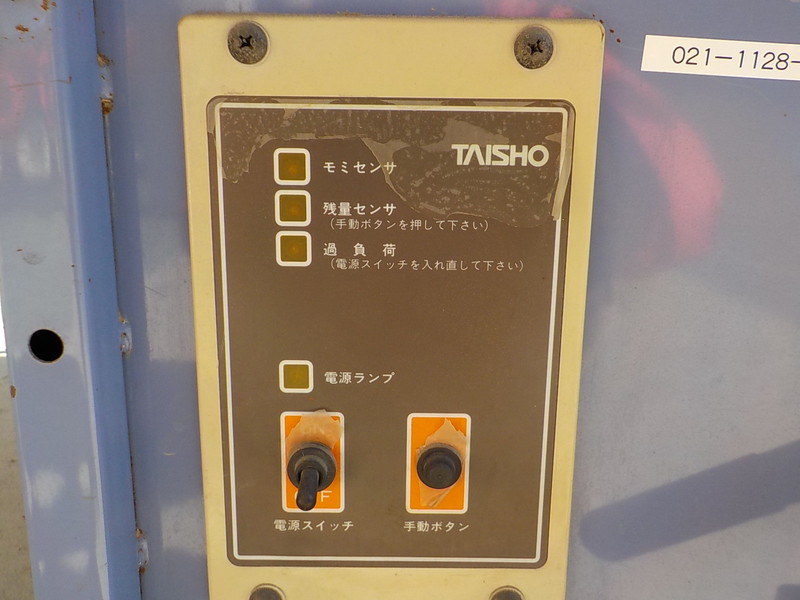 021-1128-
TAISHO
モミセンサ
残量センサ
(手動ボタンを押して下さい)
過負荷
(電源スイッチを入れ直して下さい)
電源ランプ
電源スイッチ
手動ボタン